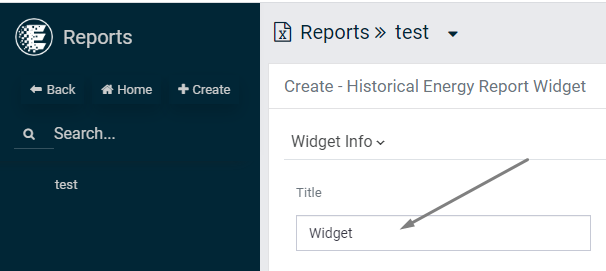 Reports
Back Home Create
Search...
test
Reports » test
Create - Historical Energy Report Widget
Widget Info
Title
Widget